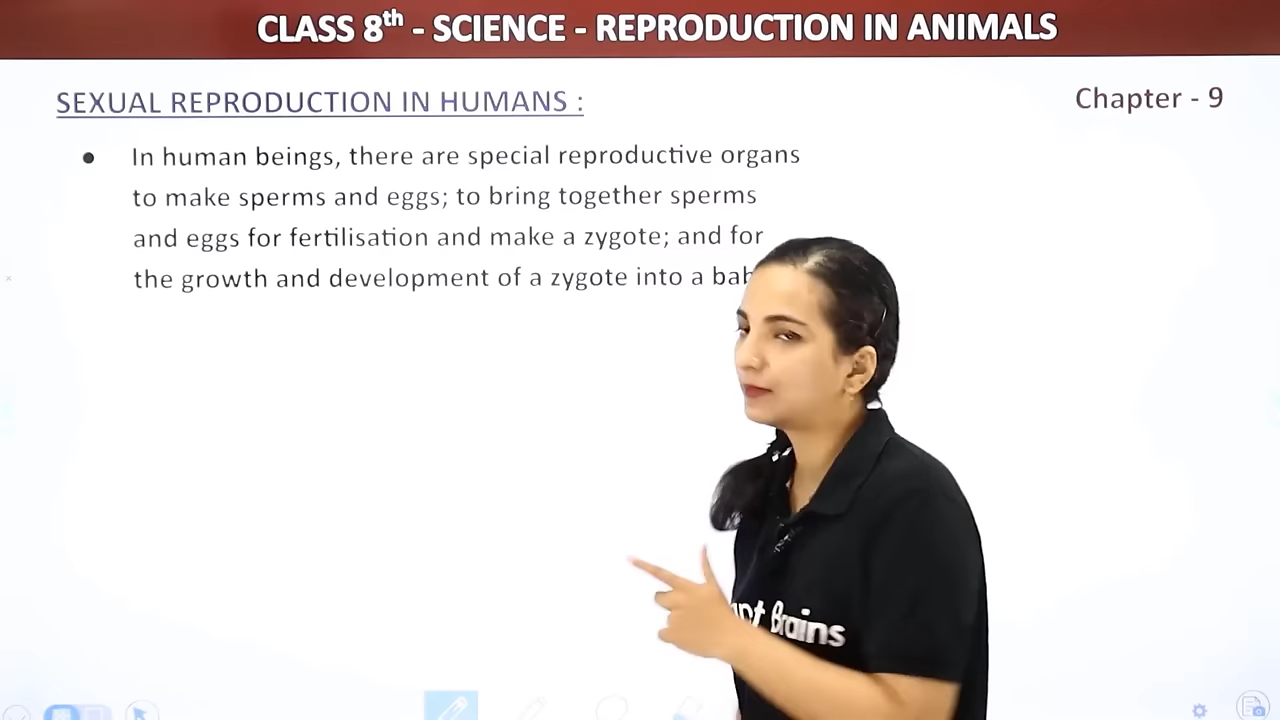 CLASS 8th - SCIENCE - REPRODUCTION IN ANIMALS
SEXUAL REPRODUCTION IN HUMANS :
Chapter - 9
● In human beings, there are special reproductive organs
to make sperms and eggs; to bring together sperms
and eggs for fertilisation and make a zygote; and for
the growth and development of a zygote into a
Brains